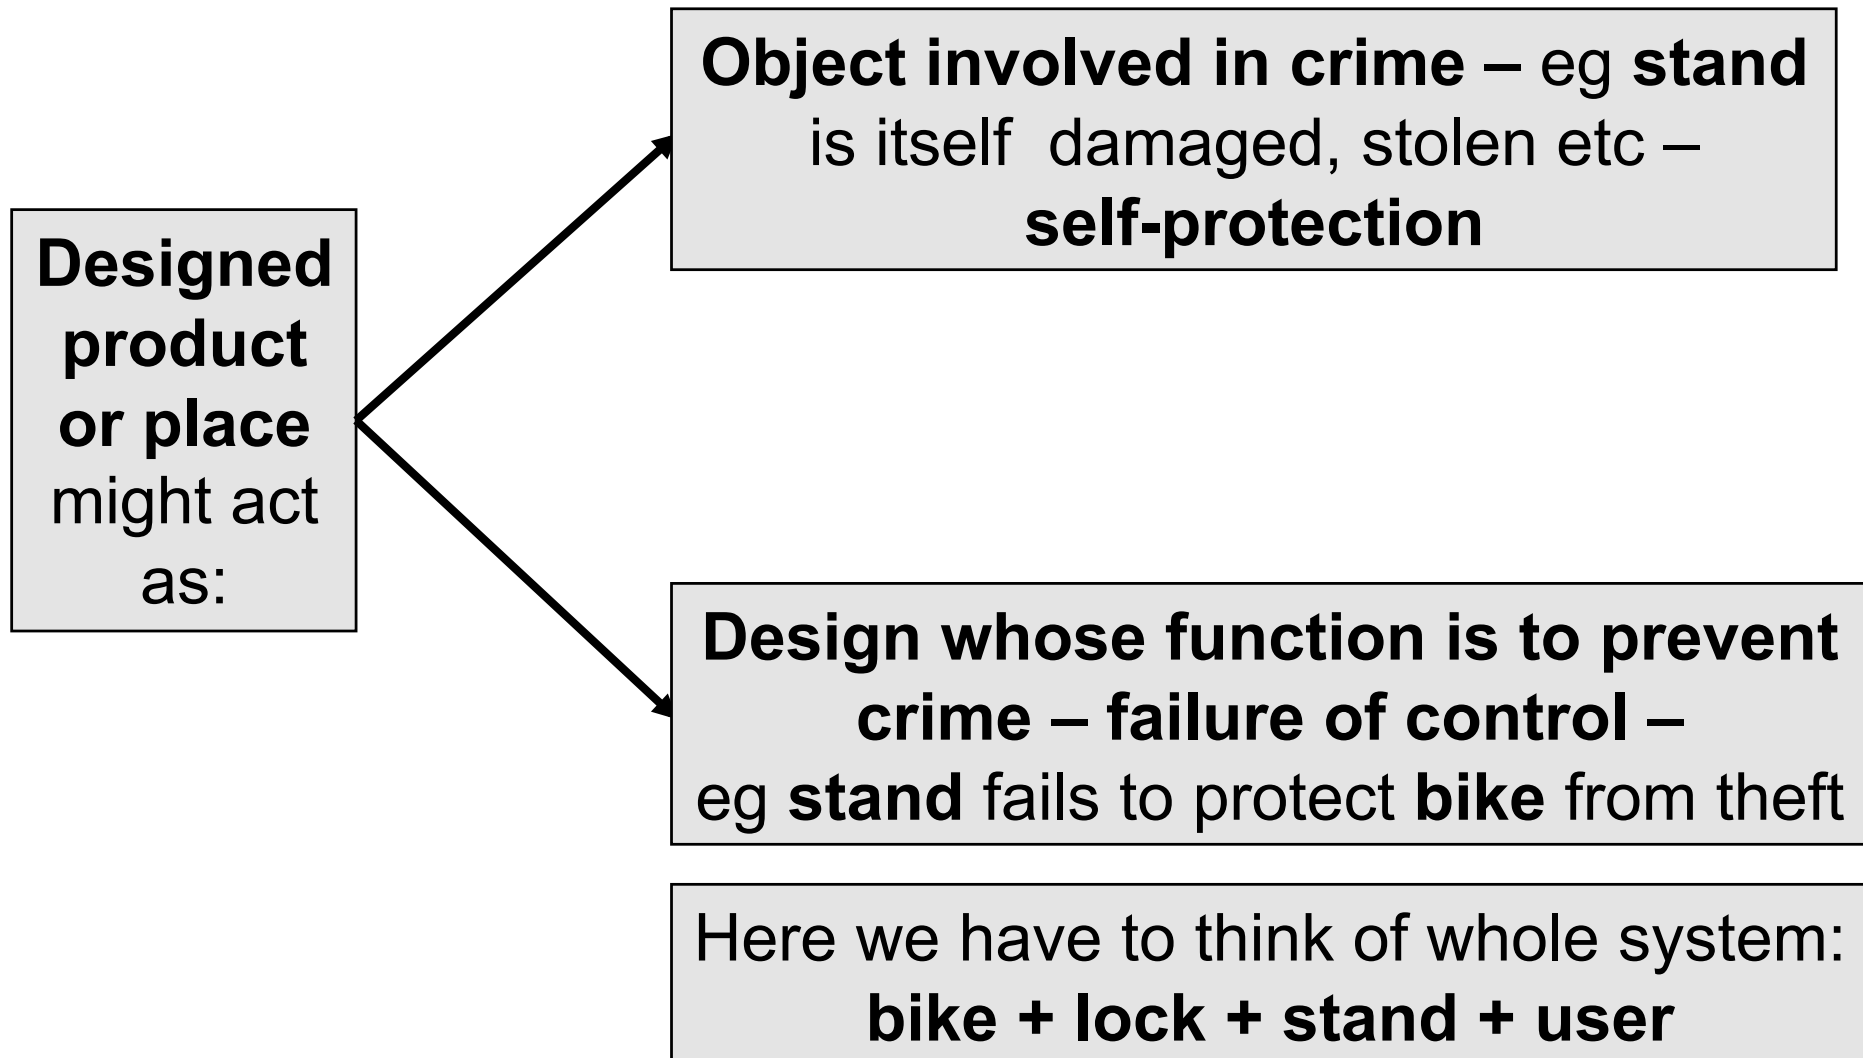 Designed
product
or place
might act
as:
Object involved in crime – eg stand
is itself damaged, stolen etc –
self-protection
Design whose function is to prevent
crime – failure of control –
eg stand fails to protect bike from theft
Here we have to think of whole system:
bike + lock + stand + user